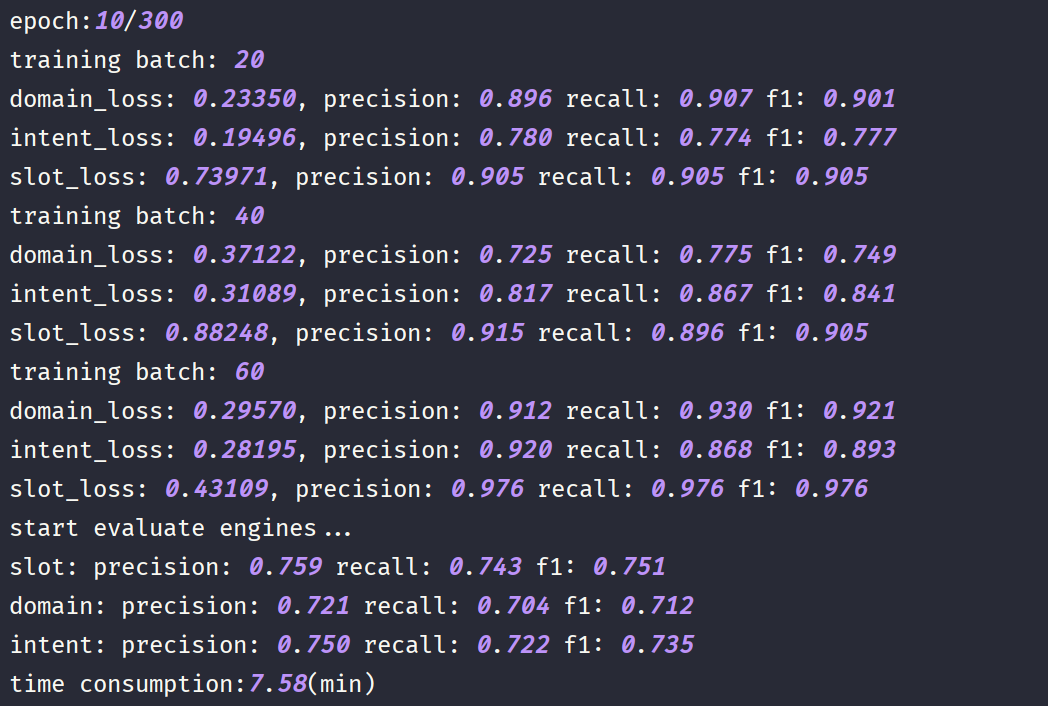 epoch:10/300
training batch: 20
domain_loss: 0.23350, precision: 0.896 recall: 0.907 f1: 0.901
intent_loss: 0.19496, precision: 0.780 recall: 0.774 f1: 0.777
slot_loss: 0.73971, precision: 0.905 recall: 0.905 f1: 0.905
training batch: 40
domain_loss: 0.37122, precision: 0.725 recall: 0.775 f1: 0.749
intent_loss: 0.31089, precision: 0.817 recall: 0.867 f1: 0.841
slot_loss: 0.88248, precision: 0.915 recall: 0.896 f1: 0.905
training batch: 60
domain_loss: 0.29570, precision: 0.912 recall: 0.930 f1: 0.921
intent_loss: 0.28195, precision: 0.920 recall: 0.868 f1: 0.893
slot_loss: 0.43109, precision: 0.976 recall: 0.976 f1: 0.976
start evaluate engines...
slot: precision: 0.759 recall: 0.743 f1: 0.751
domain: precision: 0.721 recall: 0.704 f1: 0.712
intent: precision: 0.750 recall: 0.722 f1: 0.735
time consumption:7.58(min)